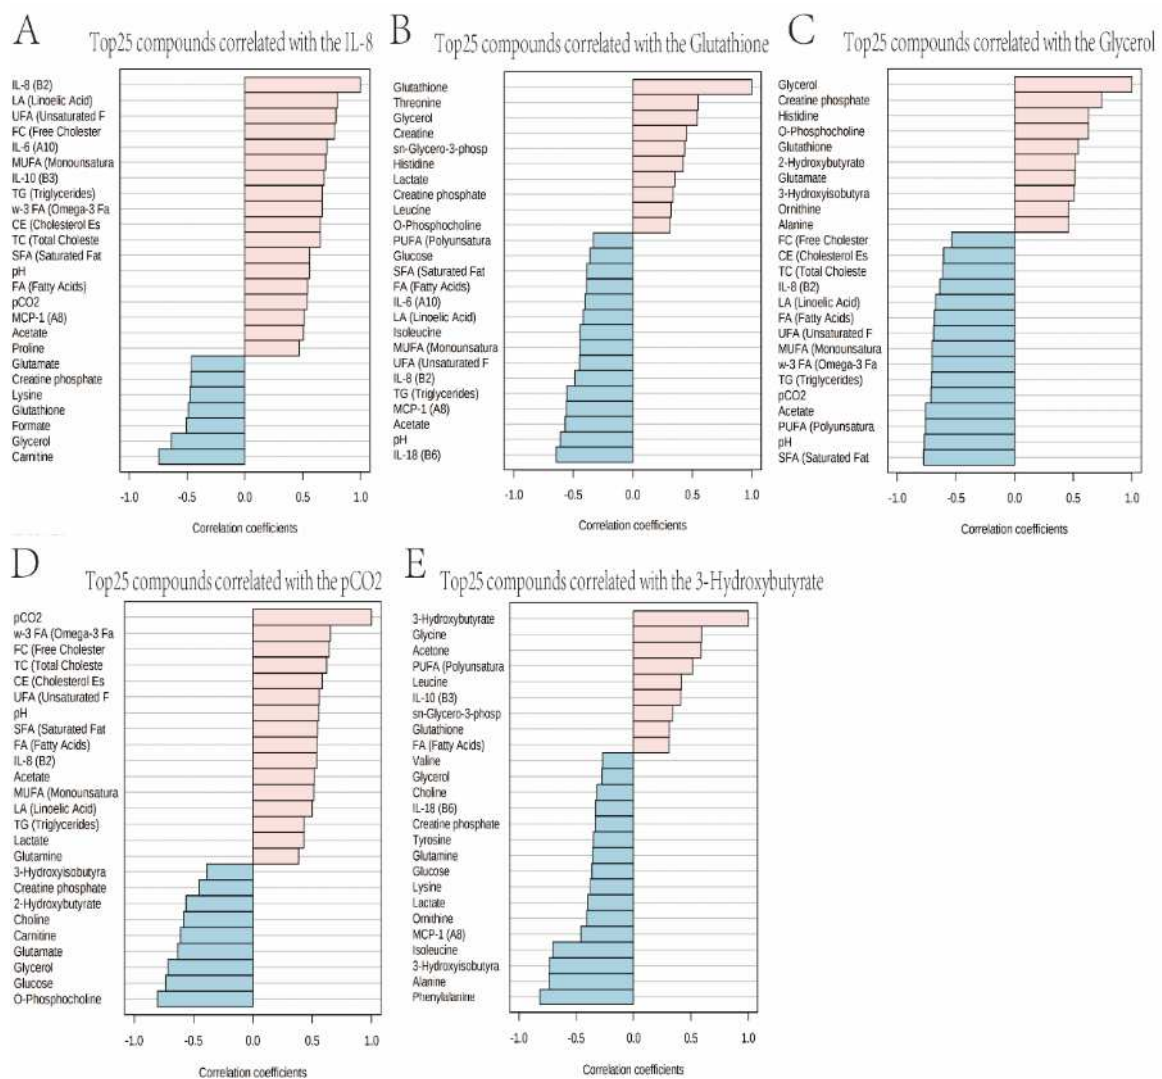 A
Top25 compounds correlated with the IL-8
IL-8 (B2)
LA (Linoelic Acid)
UFA (Unsaturated F
FC (Free Cholester
IL-6 (A10)
MUFA (Monounsatura
IL-10 (B3)
TG (Triglycerides)
w-3 FA (Omega-3 Fa
CE (Cholesterol Es
TC (Total Choleste
SFA (Saturated Fat
pH
FA (Fatty Acids)
pCO2
MCP-1 (A8)
Acetate
Proline
Glutamate
Creatine phosphate
Lysine
Glutathione
Formate
Glycerol
Carnitine
-1.0 -0.5 0.0 0.5 1.0
Correlation coefficients
B
Top25 compounds correlated with the Glutathione
Glutathione
Threonine
Glycerol
Creatine
sn-Glycero-3-phosp
Histidine
Lactate
Creatine phosphate
Leucine
O-Phosphocholine
PUFA (Polyunsatura
Glucose
SFA (Saturated Fat
FA (Fatty Acids)
IL-6 (A10)
LA (Linoelic Acid)
Isoleucine
MUFA (Monounsatura
UFA (Unsaturated F
IL-8 (B2)
TG (Triglycerides)
MCP-1 (A8)
Acetate
pH
IL-18 (B6)
-1.0 -0.5 0.0 0.5 1.0
Correlation coefficients
C
Top25 compounds correlated with the Glycerol
Glycerol
Creatine phosphate
Histidine
O-Phosphocholine
Glutathione
2-Hydroxybutyrate
Glutamate
3-Hydroxyisobutyra
Ornithine
Alanine
FC (Free Cholester
CE (Cholesterol Es
TC (Total Choleste
IL-8 (B2)
LA (Linoelic Acid)
FA (Fatty Acids)
UFA (Unsaturated F
MUFA (Monounsatura
w-3 FA (Omega-3 Fa
TG (Triglycerides)
pCO2
Acetate
PUFA (Polyunsatura
pH
SFA (Saturated Fat
-1.0 -0.5 0.0 0.5 1.0
Correlation coefficients
D
Top25 compounds correlated with the pCO2
pCO2
w-3 FA (Omega-3 Fa
FC (Free Cholester
TC (Total Choleste
CE (Cholesterol Es
UFA (Unsaturated F
pH
SFA (Saturated Fat
FA (Fatty Acids)
IL-8 (B2)
Acetate
MUFA (Monounsatura
LA (Linoelic Acid)
TG (Triglycerides)
Lactate
Glutamine
3-Hydroxyisobutyra
Creatine phosphate
2-Hydroxybutyrate
Choline
Carnitine
Glutamate
Glycerol
Glucose
O-Phosphocholine
-1.0 -0.5 0.0 0.5 1.0
Correlation coefficients
E
Top25 compounds correlated with the 3-Hydroxybutyrate
3-Hydroxybutyrate
Glycine
Acetone
PUFA (Polyunsatura
Leucine
IL-10 (B3)
sn-Glycero-3-phosp
Glutathione
FA (Fatty Acids)
Valine
Glycerol
Choline
IL-18 (B6)
Creatine phosphate
Tyrosine
Glutamine
Glucose
Lysine
Lactate
Ornithine
MCP-1 (A8)
Isoleucine
3-Hydroxyisobutyra
Alanine
Phenylalanine
-1.0 -0.5 0.0 0.5 1.0
Correlation coefficients